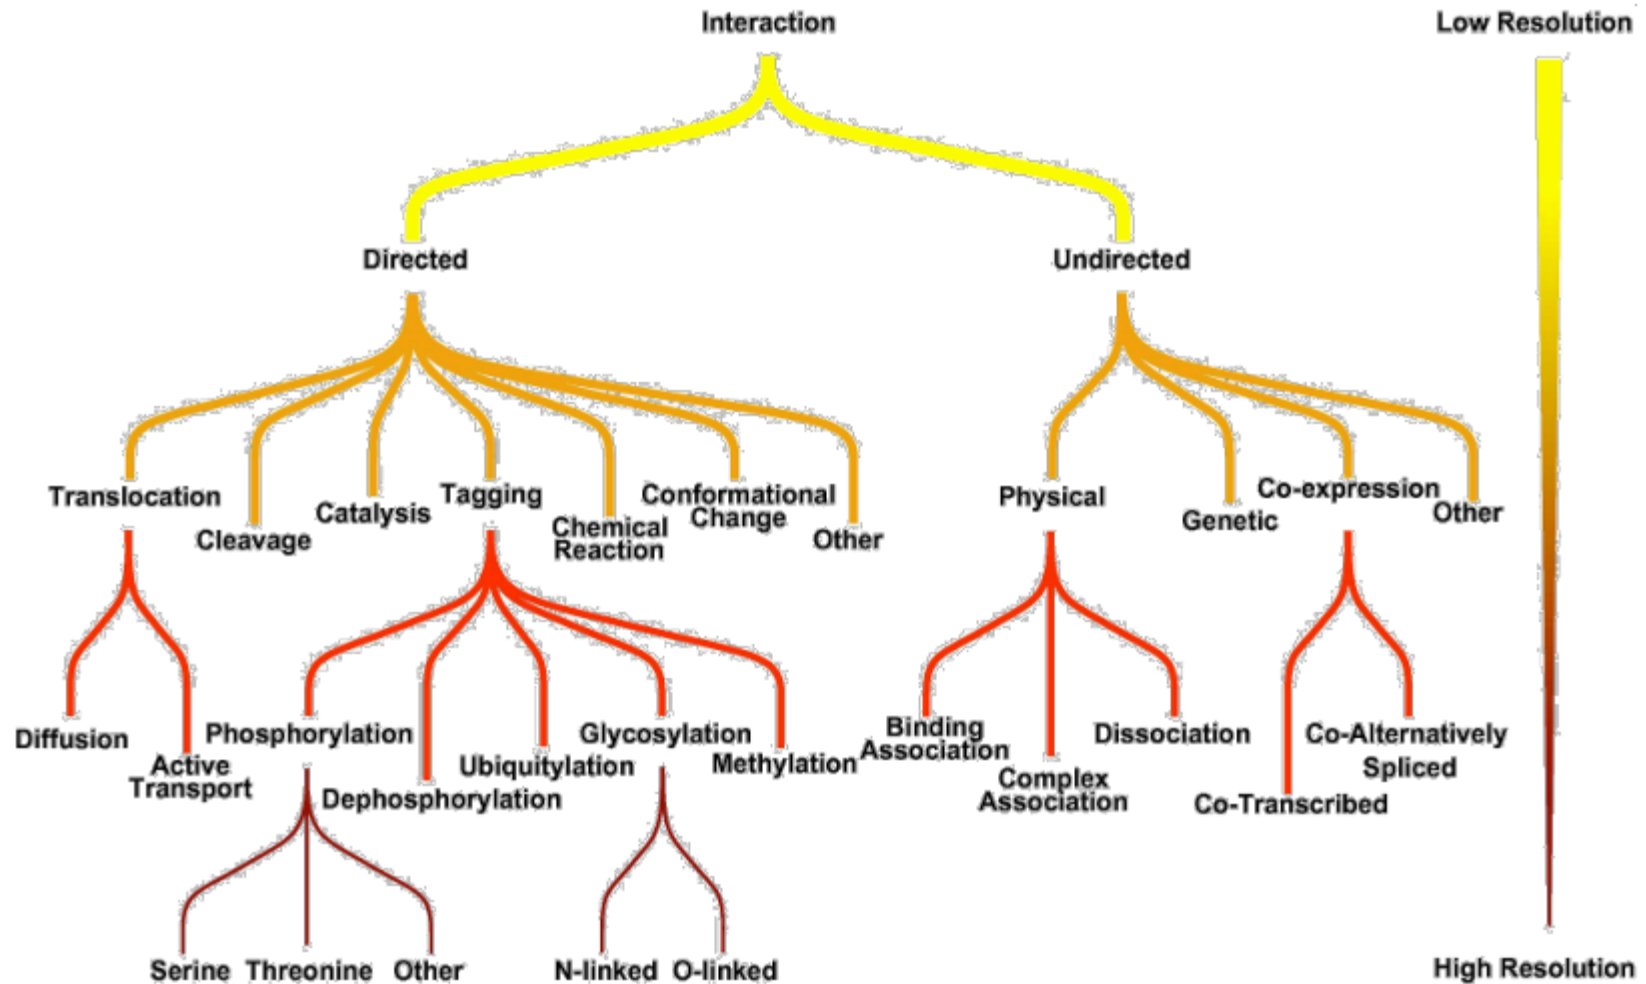 Interaction
Low Resolution
Directed
Undirected
Translocation
Cleavage
Catalysis
Tagging
Chemical
Reaction
Conformational
Change
Other
Physical
Genetic
Co-expression
Other
Diffusion
Active
Transport
Phosphorylation
Dephosphorylation
Ubiquitylation
Glycosylation
Methylation
Binding
Association
Complex
Association
Dissociation
Co-Transcribed
Co-Alternatively
Spliced
Serine
Threonine
Other
N-linked
O-linked
High Resolution